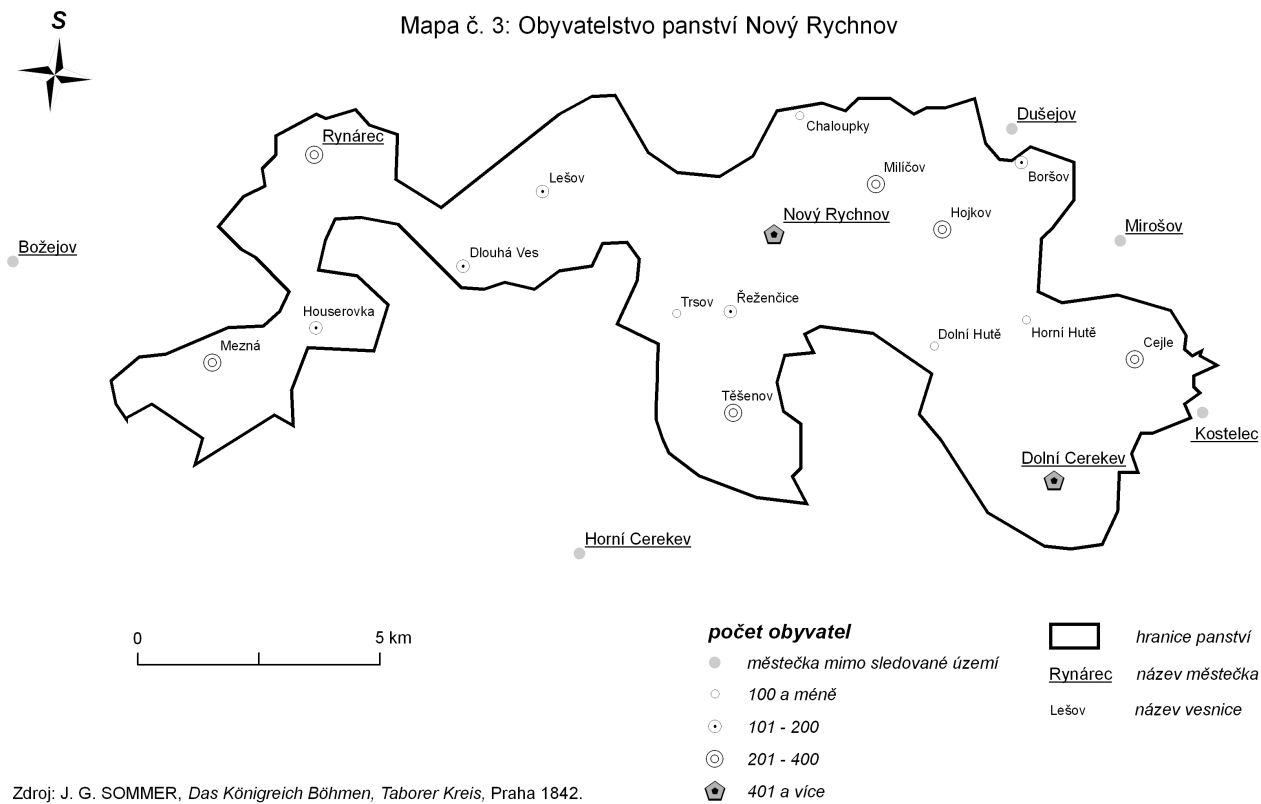 Mapa č. 3: Obyvatelstvo panství Nový Rychnov
S
Dušejov
Chaloupky
Rynárec
Milíčov
Boršov
Lešov
Nový Rychnov
Hojkov
Mirošov
Božejov
Dlouhá Ves
Trsov
Řeženčice
Houserovka
Dolní Hutě
Horní Hutě
Cejle
Mezná
Těšenov
Kostelec
Dolní Cerekev
Horní Cerekev
0 5 km
počet obyvatel
městečka mimo sledované území
100 a méně
101 - 200
201 - 400
401 a více
hranice panství
Rynárec název městečka
Lešov název vesnice
Zdroj: J. G. SOMMER, Das Königreich Böhmen, Taborer Kreis, Praha 1842.